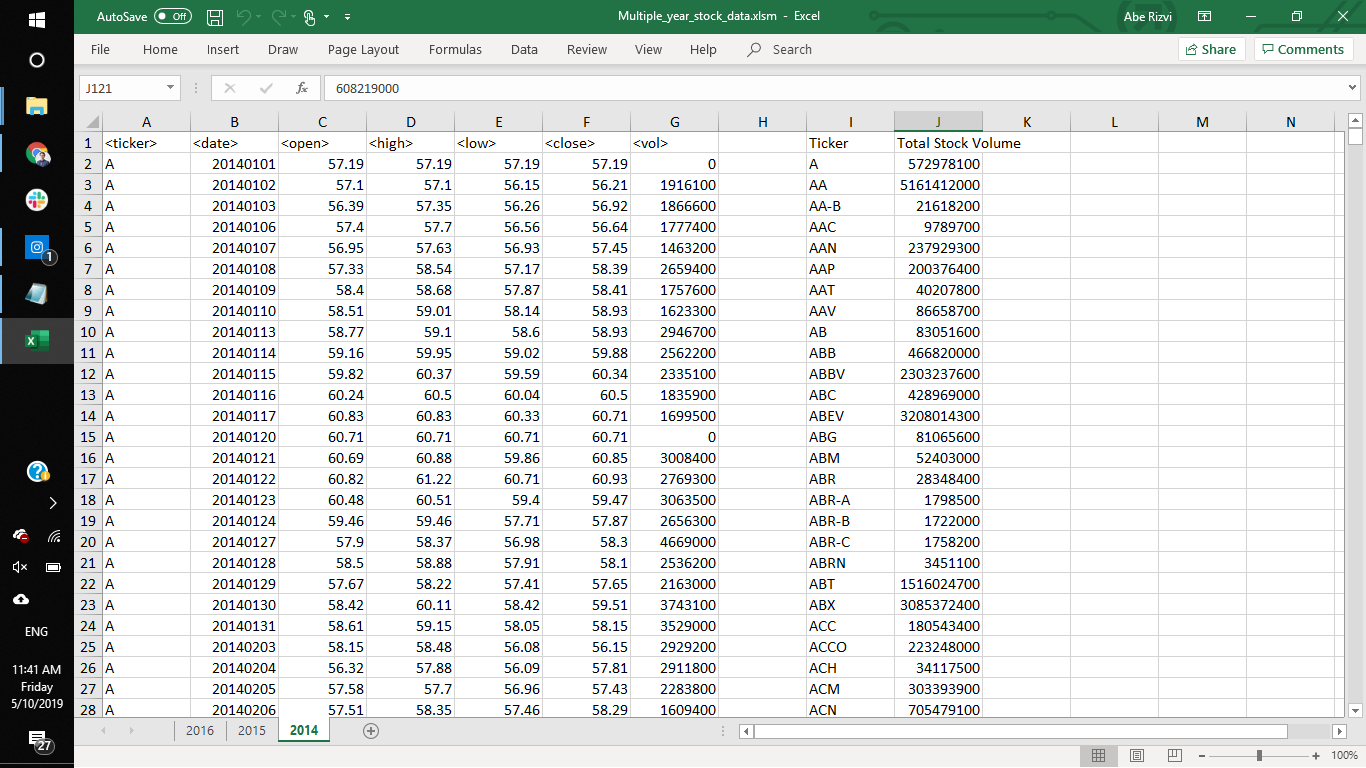 AutoSave Off Multiple_year_stock_data.xlsm - Excel Abe Rizvi
File Home Insert Draw Page Layout Formulas Data Review View Help Search Share Comments
J121 fx 608219000
A B C D E F G H I J K L M N
1 <ticker> <date> <open> <high> <low> <close> <vol> Ticker Total Stock Volume
2 A 20140101 57.19 57.19 57.19 57.19 0 A 572978100
3 A 20140102 57.1 57.1 56.15 56.21 1916100 AA 5161412000
4 A 20140103 56.39 57.35 56.26 56.92 1866600 AA-B 21618200
5 A 20140106 57.4 57.7 56.56 56.64 1777400 AAC 9789700
6 A 20140107 56.95 57.63 56.93 57.45 1463200 AAN 237929300
7 A 20140108 57.33 58.54 57.17 58.39 2659400 AAP 200376400
8 A 20140109 58.4 58.68 57.87 58.41 1757600 AAT 40207800
9 A 20140110 58.51 59.01 58.14 58.93 1623300 AAV 86658700
10 A 20140113 58.77 59.1 58.6 58.93 2946700 AB 83051600
11 A 20140114 59.16 59.95 59.02 59.88 2562200 ABB 466820000
12 A 20140115 59.82 60.37 59.59 60.34 2335100 ABBV 2303237600
13 A 20140116 60.24 60.5 60.04 60.5 1835900 ABC 428969000
14 A 20140117 60.83 60.83 60.33 60.71 1699500 ABEV 3208014300
15 A 20140120 60.71 60.71 60.71 60.71 0 ABG 81065600
16 A 20140121 60.69 60.88 59.86 60.85 3008400 ABM 52403000
17 A 20140122 60.82 61.22 60.71 60.93 2769300 ABR 28348400
18 A 20140123 60.48 60.51 59.4 59.47 3063500 ABR-A 1798500
19 A 20140124 59.46 59.46 57.71 57.87 2656300 ABR-B 1722000
20 A 20140127 57.9 58.37 56.98 58.3 4669000 ABR-C 1758200
21 A 20140128 58.5 58.88 57.91 58.1 2536200 ABRN 3451100
22 A 20140129 57.67 58.22 57.41 57.65 2163000 ABT 1516024700
23 A 20140130 58.42 60.11 58.42 59.51 3743100 ABX 3085372400
24 A 20140131 58.61 59.15 58.05 58.15 3529000 ACC 180543400
25 A 20140203 58.15 58.48 56.08 56.15 2929200 ACCO 223248000
26 A 20140204 56.32 57.88 56.09 57.81 2911800 ACH 34117500
27 A 20140205 57.58 57.7 56.96 57.43 2283800 ACM 303393900
28 A 20140206 57.51 58.35 57.46 58.29 1609400 ACN 705479100
2016 2015 2014
100%
1
ENG
11:41 AM
Friday
5/10/2019
27